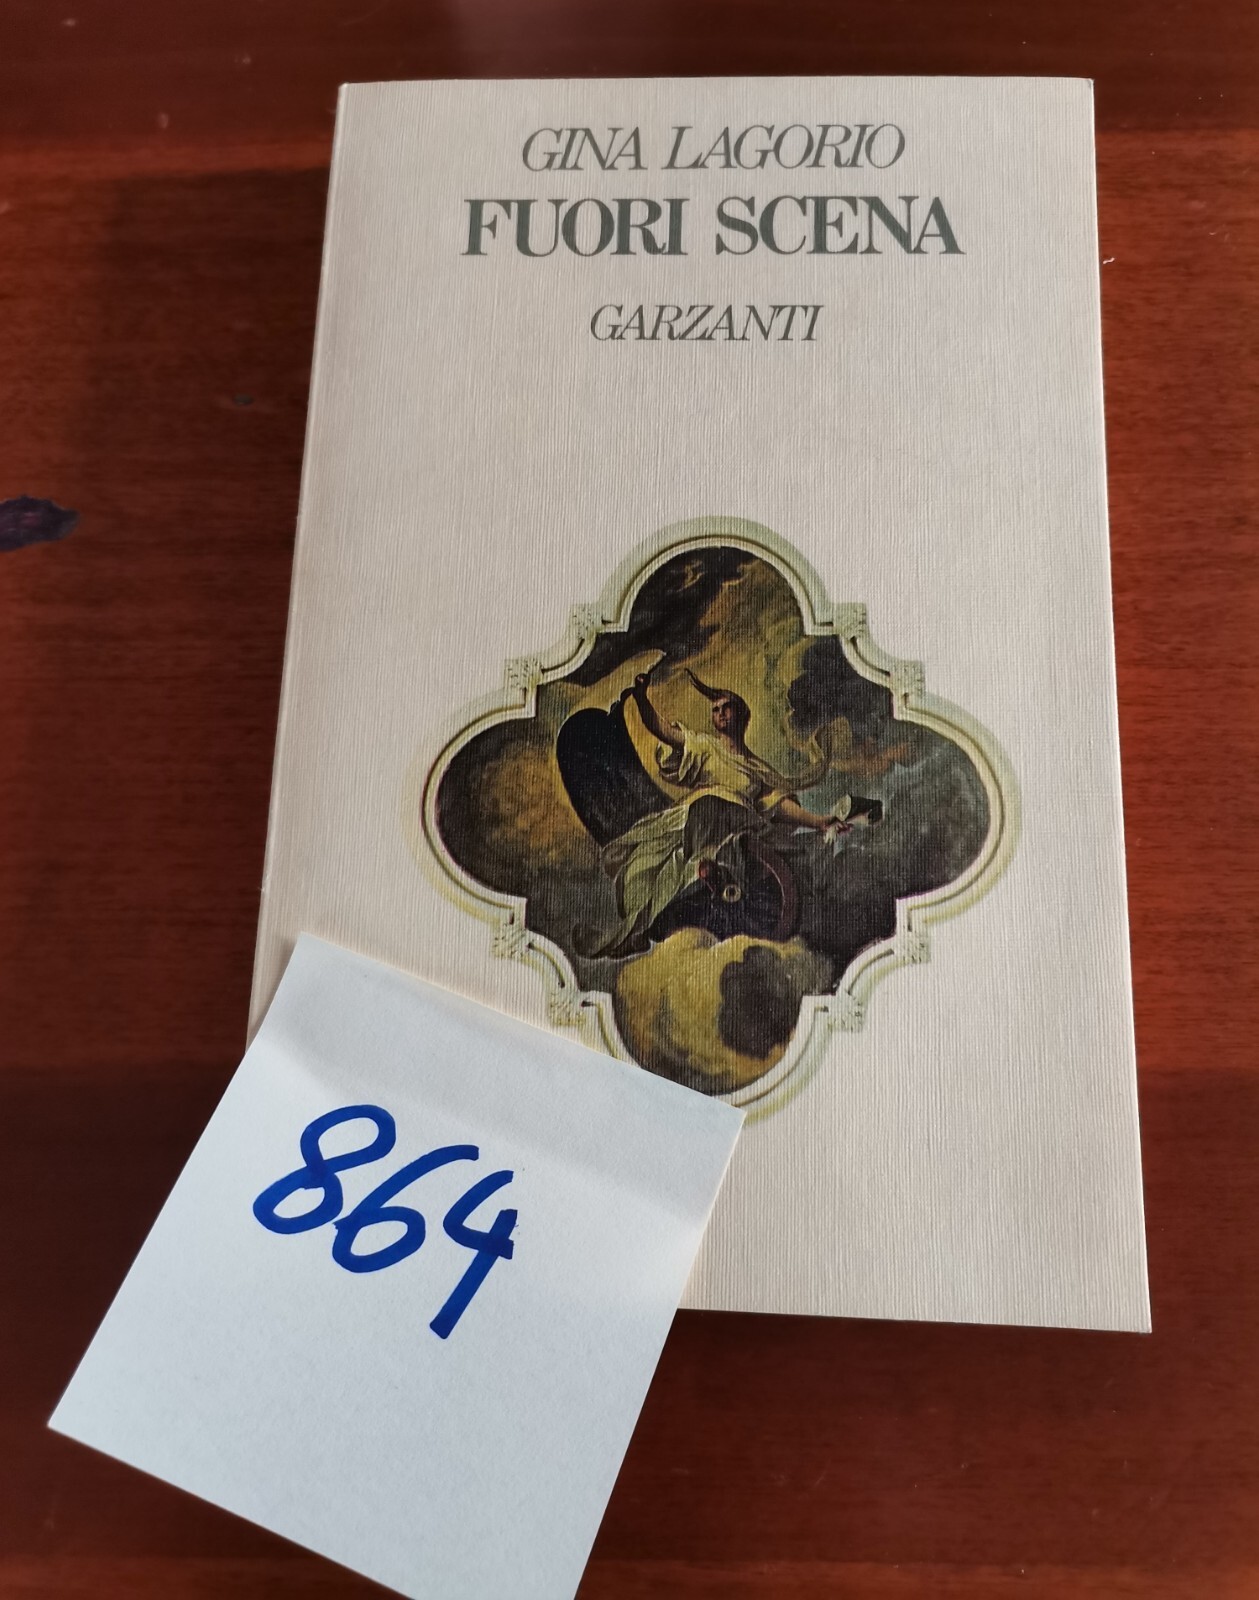 GINA LAGORIO
FUORI SCENA
GARZANTI
864